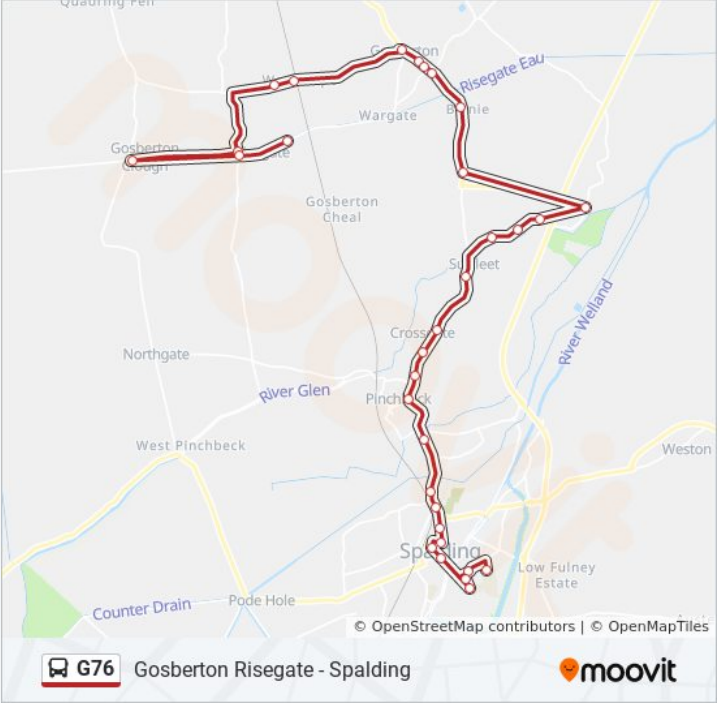 Quadring Fen
Risegate Eau
Wargate
Gosberton
Clough
Gosberton
Cheal
Surfleet
River Welland
Crossgate
Northgate
River Glen
Pinchbeck
West Pinchbeck
Weston
Spalding
Low Fulney
Estate
Counter Drain
Pode Hole
© OpenStreetMap contributors | © OpenMapTiles
G76 Gosberton Risegate - Spalding
moovit